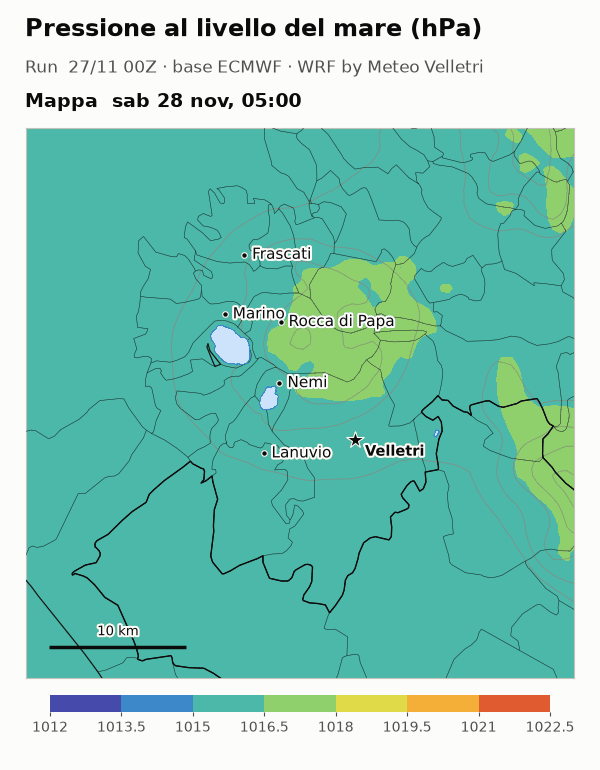 Pressione al livello del mare (hPa)
Run  27/11 00Z · base ECMWF · WRF by Meteo Velletri
Mappa  sab 28 nov, 05:00
Frascati
Marino
Rocca di Papa
Nemi
Velletri
Lanuvio
10 km
1012 1013.5 1015 1016.5 1018 1019.5 1021 1022.5